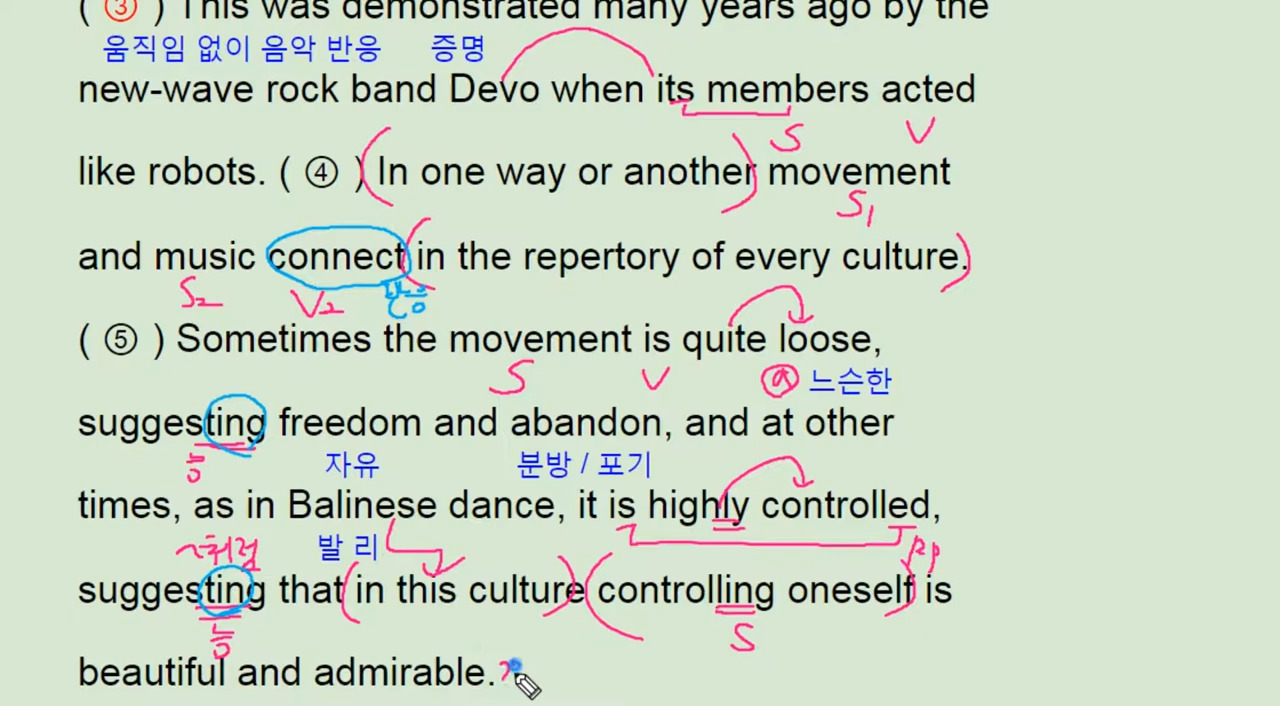 ( ③ ) This was demonstrated many years ago by the
움직임 없이 음악 반응 증명
new-wave rock band Devo when its members acted
S V
like robots. ( ④ ) In one way or another movement
S1
and music connect in the repertory of every culture.
S2 V2 반응
( ⑤ ) Sometimes the movement is quite loose,
S V a 느슨한
suggesting freedom and abandon, and at other
능 자유 분방 / 포기
times, as in Balinese dance, it is highly controlled,
~처럼 발 리 pp
suggesting that in this culture controlling oneself is
능 S
beautiful and admirable.